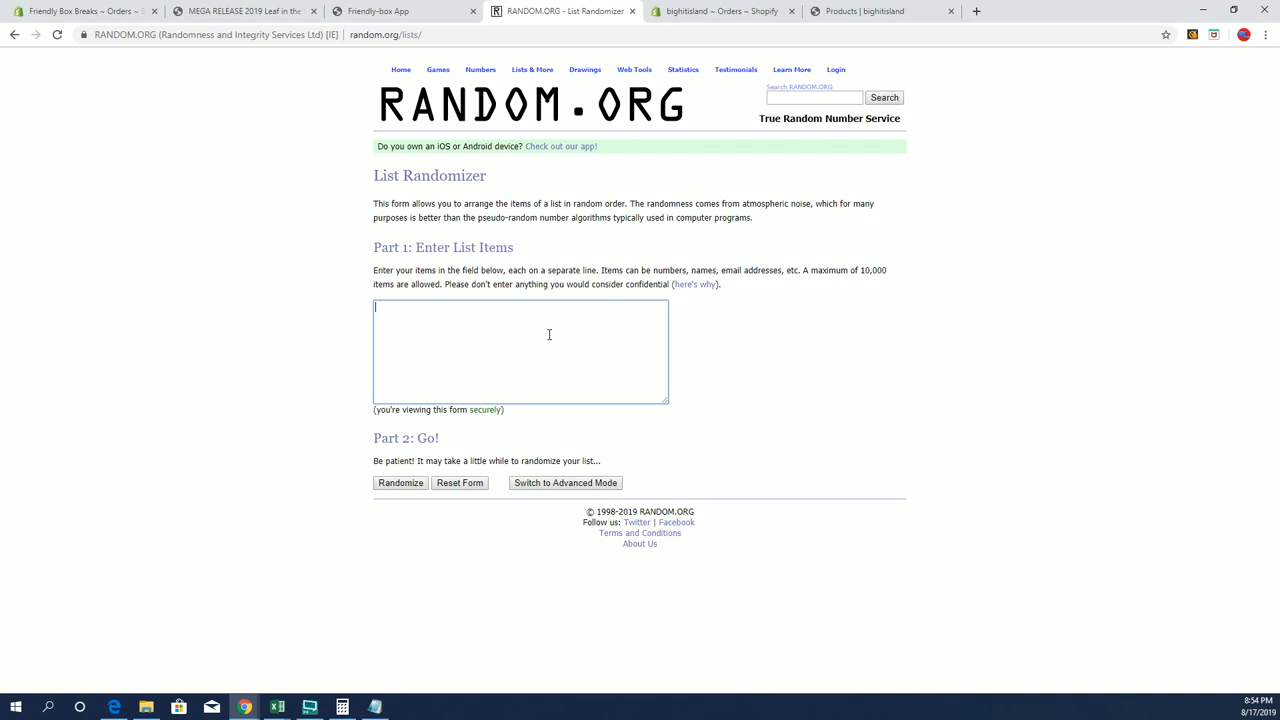 Friendly Box Breaks ~ Orders ~ S
MEGA RELEASE 2019 Leaf in the
Friendly-box App
RANDOM.ORG - List Randomizer
bighitisland ~ Orders ~ Shopify
Products | bighitisland
RANDOM.ORG (Randomness and Integrity Services Ltd) [IE] | random.org/lists/
Home Games Numbers Lists & More Drawings Web Tools Statistics Testimonials Learn More Login
RANDOM.ORG
Search RANDOM.ORG
Search
True Random Number Service
Do you own an iOS or Android device? Check out our app!
List Randomizer
This form allows you to arrange the items of a list in random order. The randomness comes from atmospheric noise, which for many
purposes is better than the pseudo-random number algorithms typically used in computer programs.
Part 1: Enter List Items
Enter your items in the field below, each on a separate line. Items can be numbers, names, email addresses, etc. A maximum of 10,000
items are allowed. Please don't enter anything you would consider confidential (here's why).
(you're viewing this form securely)
Part 2: Go!
Be patient! It may take a little while to randomize your list...
Randomize Reset Form Switch to Advanced Mode
© 1998-2019 RANDOM.ORG
Follow us: Twitter | Facebook
Terms and Conditions
About Us
8:54 PM
8/17/2019